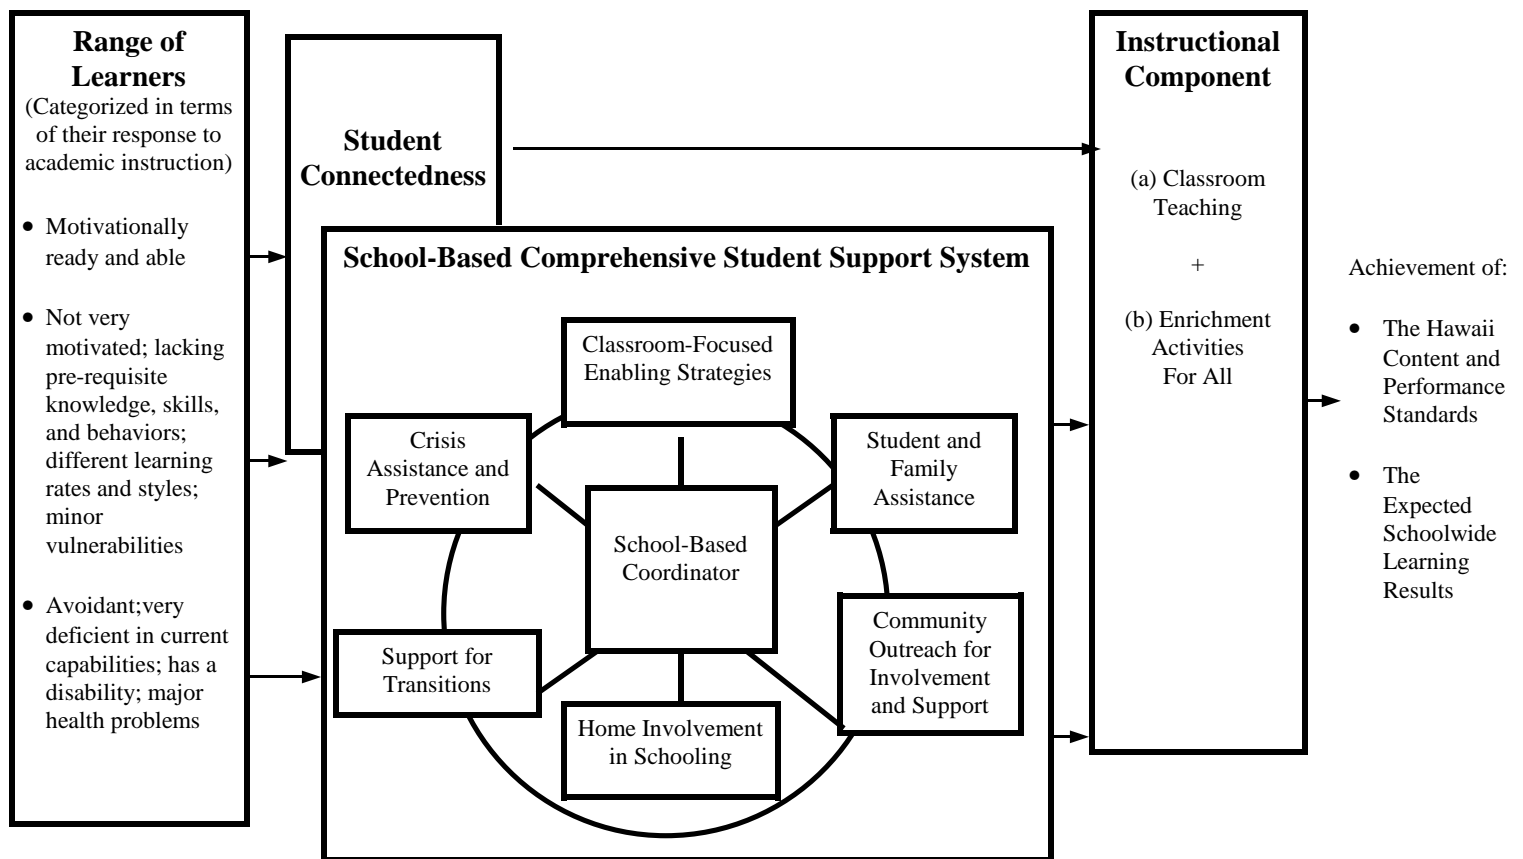 Range of
Learners
(Categorized in terms
of their response to
academic instruction)
• Motivationally
ready and able
• Not very
motivated; lacking
pre-requisite
knowledge, skills,
and behaviors;
different learning
rates and styles;
minor
vulnerabilities
• Avoidant;very
deficient in current
capabilities; has a
disability; major
health problems
Student
Connectedness
School-Based Comprehensive Student Support System
Classroom-Focused
Enabling Strategies
Crisis
Assistance and
Prevention
Student and
Family
Assistance
School-Based
Coordinator
Support for
Transitions
Community
Outreach for
Involvement
and Support
Home Involvement
in Schooling
Instructional
Component
(a) Classroom
Teaching
+
(b) Enrichment
Activities
For All
Achievement of:
• The Hawaii
Content and
Performance
Standards
• The
Expected
Schoolwide
Learning
Results